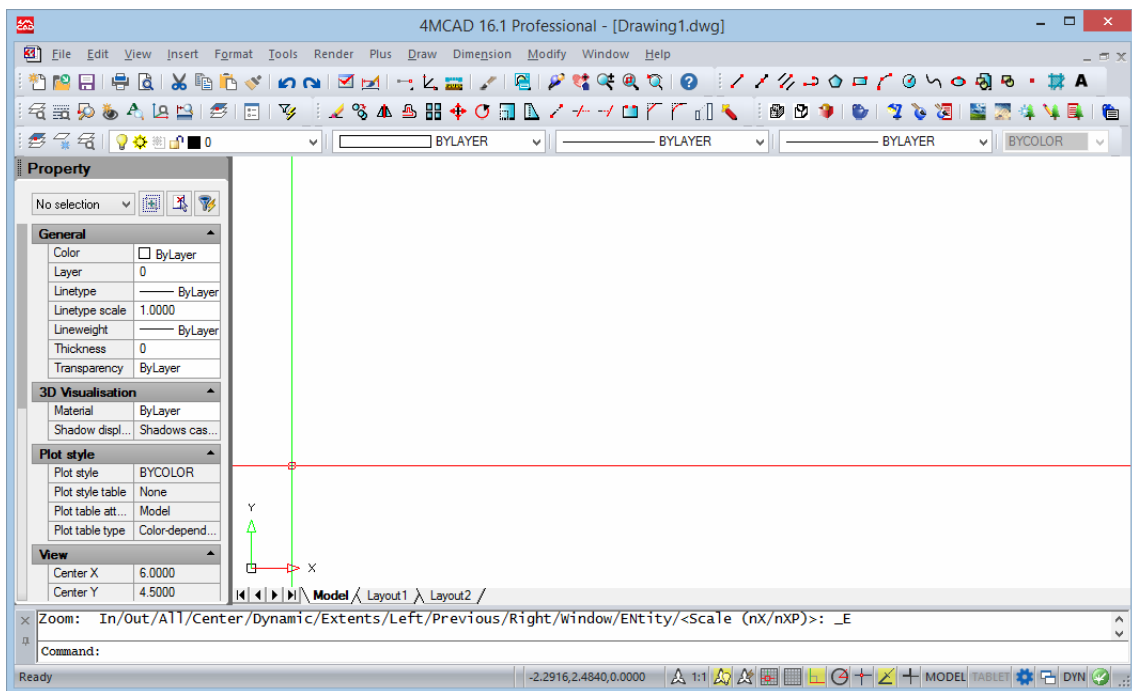 4MCAD 16.1 Professional - [Drawing1.dwg]
File Edit View Insert Format Tools Render Plus Draw Dimension Modify Window Help
A
0 BYLAYER BYLAYER BYLAYER BYCOLOR
Property
No selection
General
Color ByLayer
Layer 0
Linetype ByLayer
Linetype scale 1.0000
Lineweight ByLayer
Thickness 0
Transparency ByLayer
3D Visualisation
Material ByLayer
Shadow displ... Shadows cas...
Plot style
Plot style BYCOLOR
Plot style table None
Plot table att... Model
Plot table type Color-depend...
View
Center X 6.0000
Center Y 4.5000
Y
X
Model Layout1 Layout2
Zoom: In/Out/All/Center/Dynamic/Extents/Left/Previous/Right/Window/ENtity/<Scale (nX/nXP)>: _E
Command:
Ready -2.2916,2.4840,0.0000 1:1 MODEL TABLET DYN